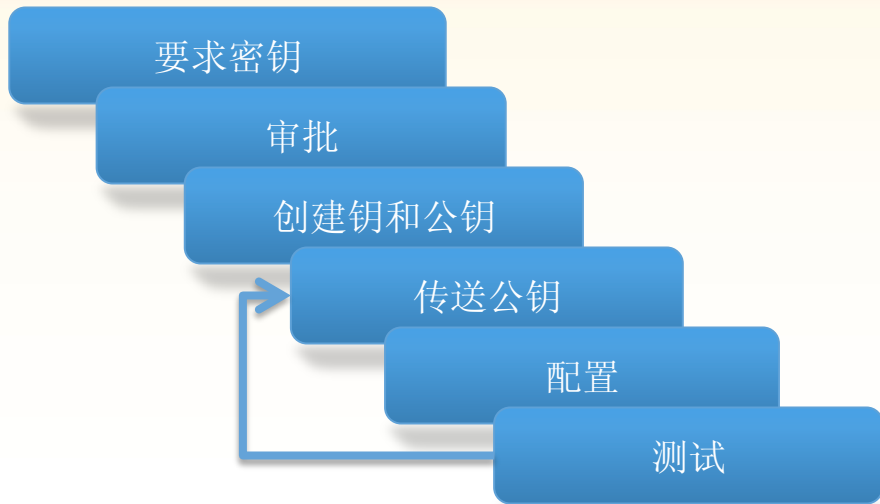 要求密钥
审批
创建钥和公钥
传送公钥
配置
测试